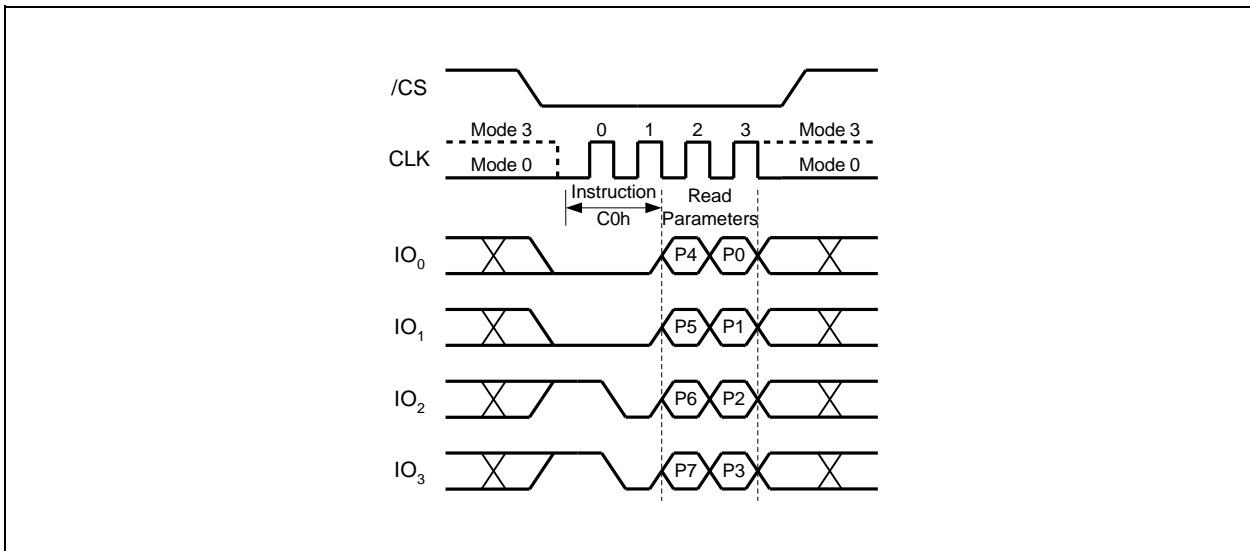 /CS
Mode 3 0 1 2 3 Mode 3
CLK Mode 0 Mode 0
Instruction Read
C0h Parameters
IO0 P4 P0
IO1 P5 P1
IO2 P6 P2
IO3 P7 P3